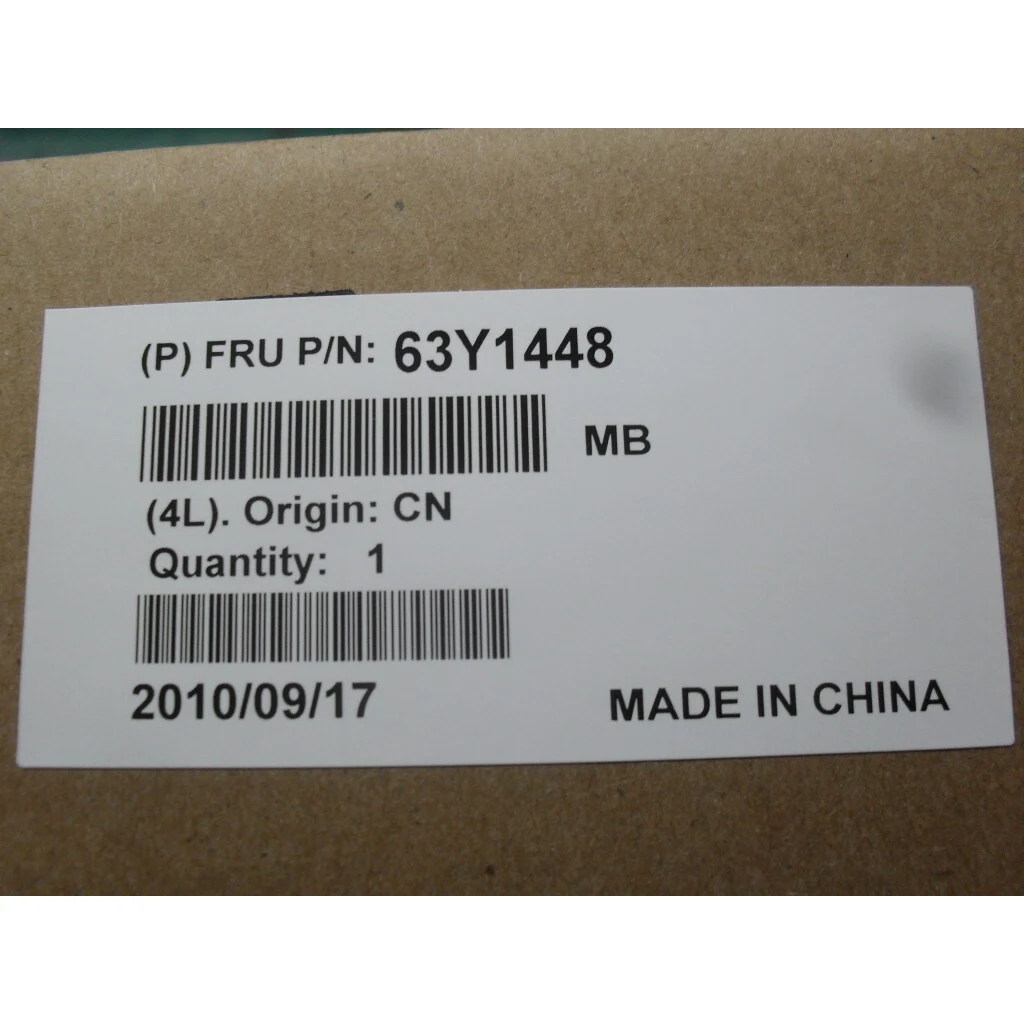 (P) FRU P/N: 63Y1448
MB
(4L). Origin: CN
Quantity: 1
2010/09/17
MADE IN CHINA